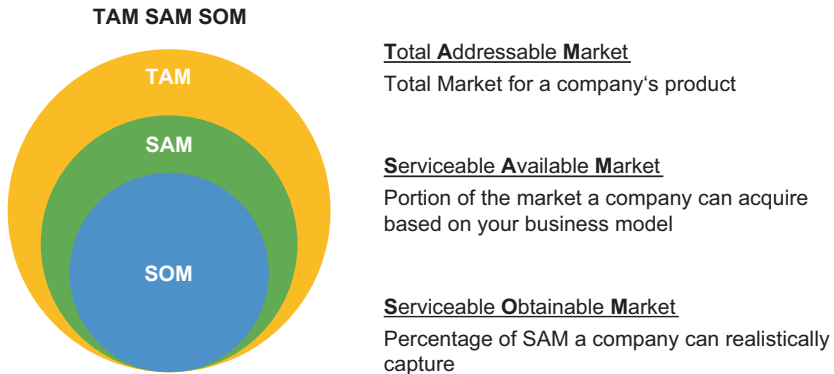 TAM SAM SOM
TAM
SAM
SOM
Total Addressable Market
Total Market for a company‘s product
Serviceable Available Market
Portion of the market a company can acquire
based on your business model
Serviceable Obtainable Market
Percentage of SAM a company can realistically
capture